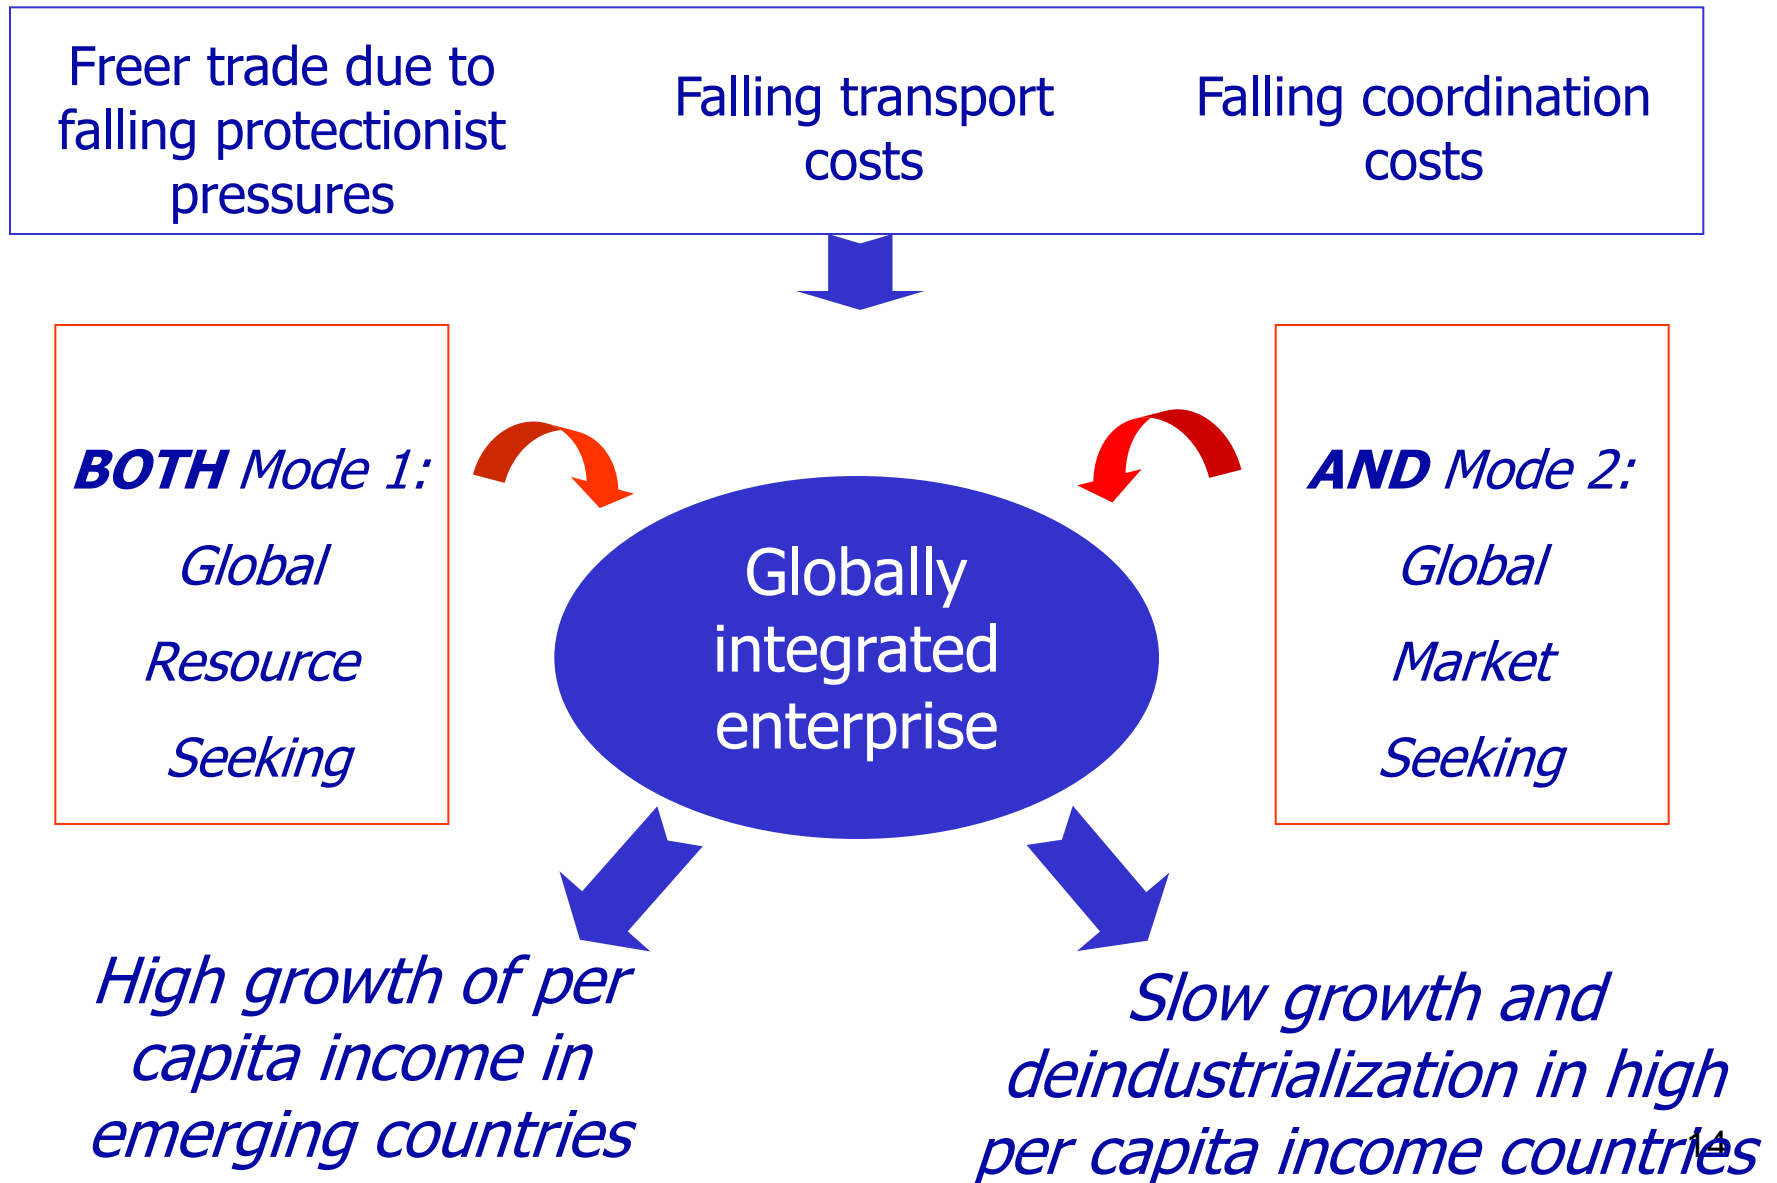 Freer trade due to
falling protectionist
pressures
Falling transport
costs
Falling coordination
costs
BOTH Mode 1:
Global
Resource
Seeking
Globally
integrated
enterprise
AND Mode 2:
Global
Market
Seeking
High growth of per
capita income in
emerging countries
Slow growth and
deindustrialization in high
per capita income countries
14